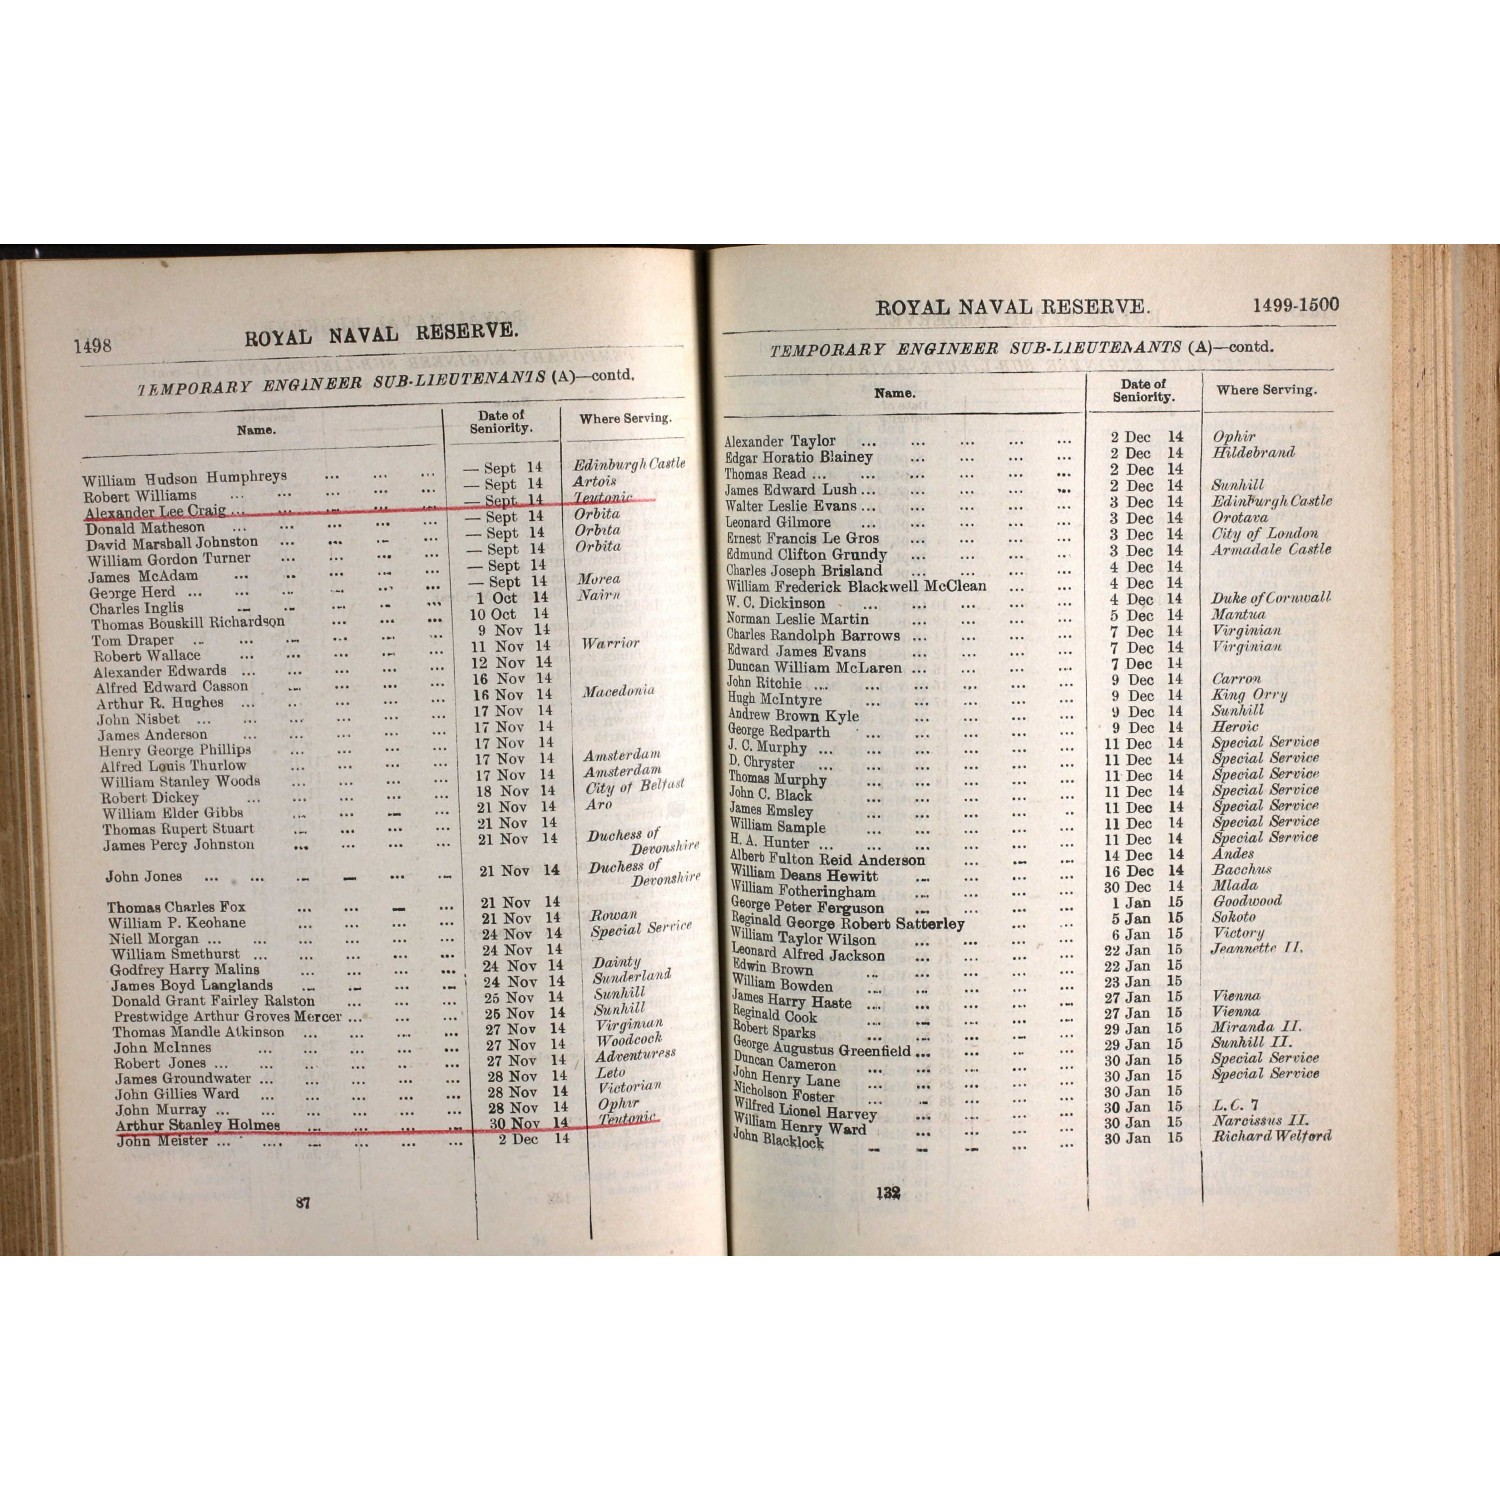 1498
ROYAL NAVAL RESERVE.
TEMPORARY ENGINEER SUB-LIEUTENANTS (A)—contd.
Name. Date of Seniority. Where Serving.
William Hudson Humphreys ... ... ... — Sept 14 Edinburgh Castle
Robert Williams ... ... ... ... ... — Sept 14 Artois
Alexander Lee Craig ... ... ... ... ... — Sept 14 Teutonic
Donald Matheson ... ... ... ... ... — Sept 14 Orbita
David Marshall Johnston ... ... ... ... — Sept 14 Orbita
William Gordon Turner ... ... ... ... — Sept 14 Orbita
James McAdam ... ... ... ... ... — Sept 14
George Herd ... ... ... ... ... ... — Sept 14 Morea
Charles Inglis ... ... ... ... ... 1 Oct 14 Nairn
Thomas Bouskill Richardson ... ... ... 10 Oct 14
Tom Draper ... ... ... ... ... ... 9 Nov 14
Robert Wallace ... ... ... ... ... 11 Nov 14 Warrior
Alexander Edwards ... ... ... ... ... 12 Nov 14
Alfred Edward Casson ... ... ... ... 16 Nov 14
Arthur R. Hughes ... ... ... ... ... 16 Nov 14 Macedonia
John Nisbet ... ... ... ... ... ... 17 Nov 14
James Anderson ... ... ... ... ... 17 Nov 14
Henry George Phillips ... ... ... ... 17 Nov 14
Alfred Louis Thurlow ... ... ... ... 17 Nov 14 Amsterdam
William Stanley Woods ... ... ... ... 17 Nov 14 Amsterdam
Robert Dickey ... ... ... ... ... 18 Nov 14 City of Belfast
William Elder Gibbs ... ... ... ... 21 Nov 14 Aro
Thomas Rupert Stuart ... ... ... ... 21 Nov 14
James Percy Johnston ... ... ... ... 21 Nov 14 Duchess of
Devonshire
John Jones ... ... ... ... ... ... 21 Nov 14 Duchess of
Devonshire
Thomas Charles Fox ... ... ... ... 21 Nov 14
William P. Keohane ... ... ... ... 21 Nov 14 Rowan
Niell Morgan ... ... ... ... ... ... 24 Nov 14 Special Service
William Smethurst ... ... ... ... ... 24 Nov 14
Godfrey Harry Malins ... ... ... ... 24 Nov 14 Dainty
James Boyd Langlands ... ... ... ... 24 Nov 14 Sunderland
Donald Grant Fairley Ralston ... ... ... 25 Nov 14 Sunhill
Prestwidge Arthur Groves Mercer ... ... ... 25 Nov 14 Sunhill
Thomas Mandle Atkinson ... ... ... ... 27 Nov 14 Virginian
John McInnes ... ... ... ... ... 27 Nov 14 Woodcock
Robert Jones ... ... ... ... ... ... 27 Nov 14 Adventuress
James Groundwater ... ... ... ... ... 28 Nov 14 Leto
John Gillies Ward ... ... ... ... ... 28 Nov 14 Victorian
John Murray ... ... ... ... ... ... 28 Nov 14 Ophir
Arthur Stanley Holmes ... ... ... ... 30 Nov 14 Teutonic
John Meister ... ... ... ... ... ... 2 Dec 14
87
ROYAL NAVAL RESERVE. 1499-1500
TEMPORARY ENGINEER SUB-LIEUTENANTS (A)—contd.
Name. Date of Seniority. Where Serving.
Alexander Taylor ... ... ... ... ... 2 Dec 14 Ophir
Edgar Horatio Blainey ... ... ... ... 2 Dec 14 Hildebrand
Thomas Read ... ... ... ... ... ... 2 Dec 14
James Edward Lush ... ... ... ... ... 2 Dec 14 Sunhill
Walter Leslie Evans ... ... ... ... ... 3 Dec 14 Edinburgh Castle
Leonard Gilmore ... ... ... ... ... 3 Dec 14 Orotava
Ernest Francis Le Gros ... ... ... ... 3 Dec 14 City of London
Edmund Clifton Grundy ... ... ... ... 3 Dec 14 Armadale Castle
Charles Joseph Brisland ... ... ... ... 4 Dec 14
William Frederick Blackwell McClean ... ... 4 Dec 14
W. C. Dickinson ... ... ... ... ... 4 Dec 14 Duke of Cornwall
Norman Leslie Martin ... ... ... ... 5 Dec 14 Mantua
Charles Randolph Barrows ... ... ... ... 7 Dec 14 Virginian
Edward James Evans ... ... ... ... 7 Dec 14 Virginian
Duncan William McLaren ... ... ... ... 7 Dec 14
John Ritchie ... ... ... ... ... ... 9 Dec 14 Carron
Hugh McIntyre ... ... ... ... ... 9 Dec 14 King Orry
Andrew Brown Kyle ... ... ... ... 9 Dec 14 Sunhill
George Redparth ... ... ... ... ... 9 Dec 14 Heroic
J. C. Murphy ... ... ... ... ... ... 11 Dec 14 Special Service
D. Chryster ... ... ... ... ... ... 11 Dec 14 Special Service
Thomas Murphy ... ... ... ... ... 11 Dec 14 Special Service
John C. Black ... ... ... ... ... 11 Dec 14 Special Service
James Emsley ... ... ... ... ... 11 Dec 14 Special Service
William Sample ... ... ... ... ... 11 Dec 14 Special Service
H. A. Hunter ... ... ... ... ... ... 11 Dec 14 Special Service
Albert Fulton Reid Anderson ... ... ... 14 Dec 14 Andes
William Deans Hewitt ... ... ... ... 16 Dec 14 Bacchus
William Fotheringham ... ... ... ... 30 Dec 14 Mlada
George Peter Ferguson ... ... ... ... 1 Jan 15 Goodwood
Reginald George Robert Satterley ... ... 5 Jan 15 Sokoto
William Taylor Wilson ... ... ... ... 6 Jan 15 Victory
Leonard Alfred Jackson ... ... ... ... 22 Jan 15 Jeannette II.
Edwin Brown ... ... ... ... ... 22 Jan 15
William Bowden ... ... ... ... ... 23 Jan 15
James Harry Haste ... ... ... ... ... 27 Jan 15 Vienna
Reginald Cook ... ... ... ... ... 27 Jan 15 Vienna
Robert Sparks ... ... ... ... ... 29 Jan 15 Miranda II.
George Augustus Greenfield ... ... ... ... 29 Jan 15 Sunhill II.
Duncan Cameron ... ... ... ... ... 30 Jan 15 Special Service
John Henry Lane ... ... ... ... ... 30 Jan 15 Special Service
Nicholson Foster ... ... ... ... ... 30 Jan 15
Wilfred Lionel Harvey ... ... ... ... 30 Jan 15 L.C. 7
William Henry Ward ... ... ... ... 30 Jan 15 Narcissus II.
John Blacklock ... ... ... ... ... 30 Jan 15 Richard Welford
132